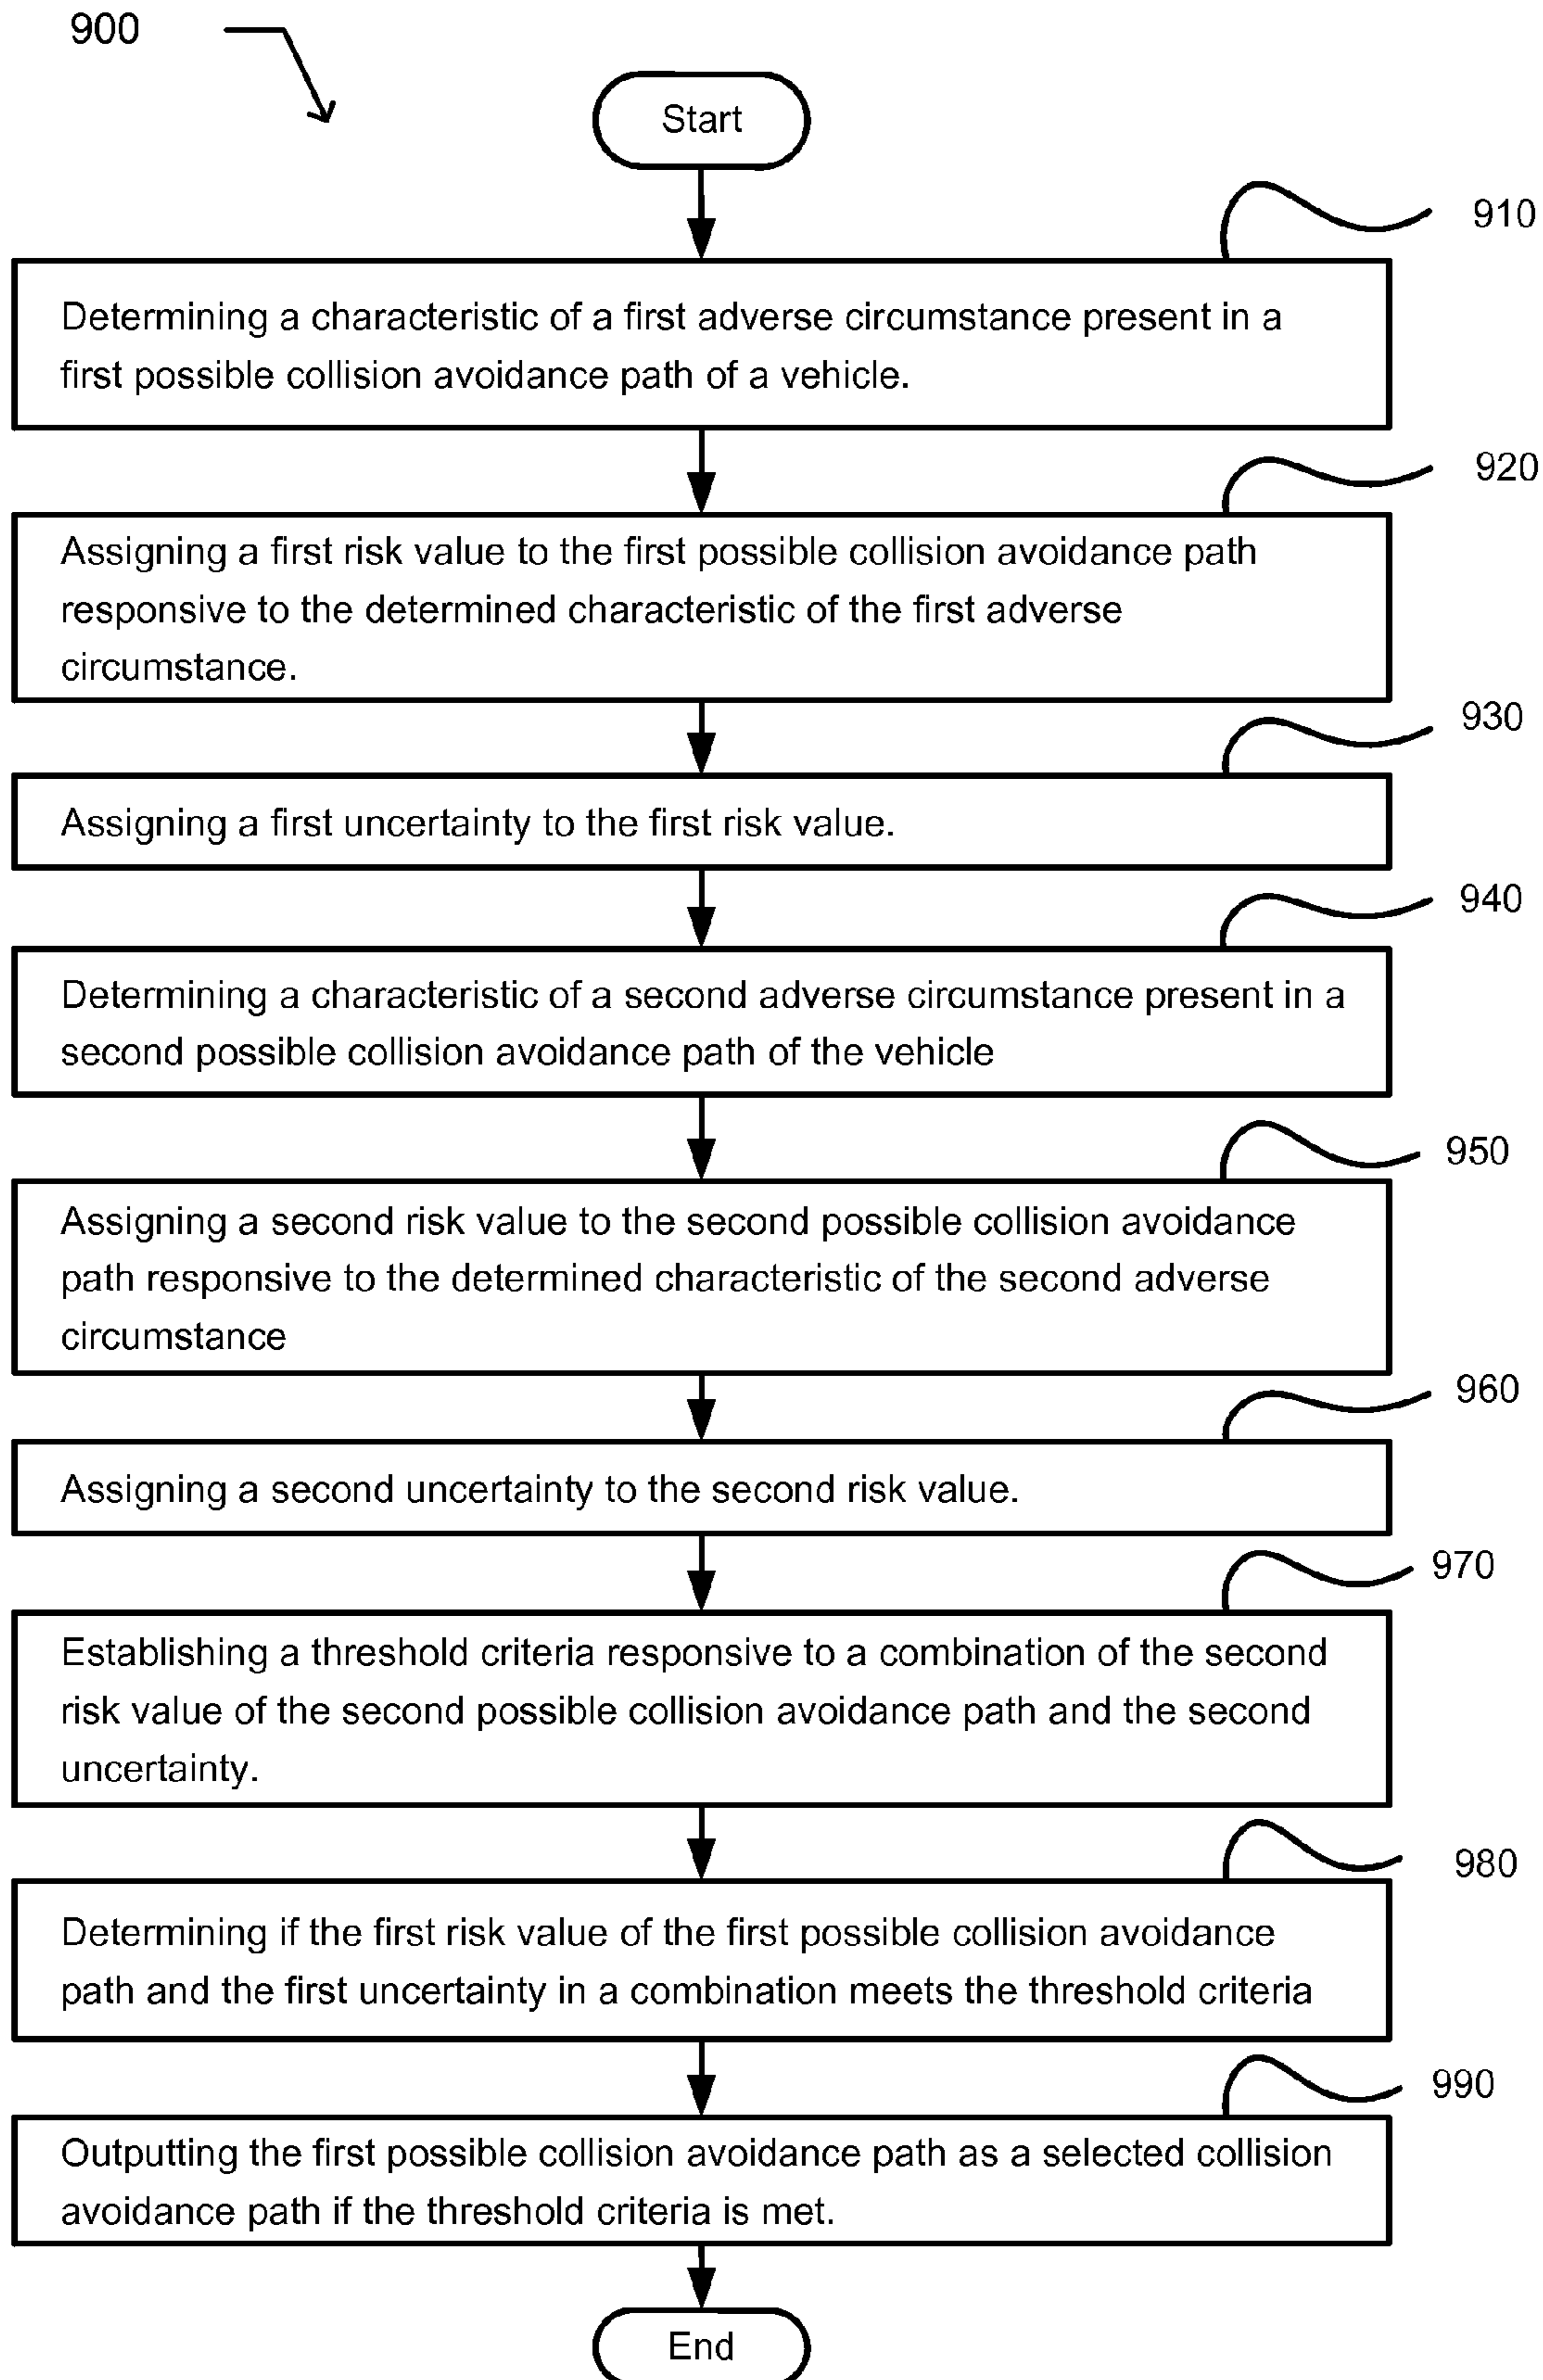 900
Start
910
Determining a characteristic of a first adverse circumstance present in a
first possible collision avoidance path of a vehicle.
920
Assigning a first risk value to the first possible collision avoidance path
responsive to the determined characteristic of the first adverse
circumstance.
930
Assigning a first uncertainty to the first risk value.
940
Determining a characteristic of a second adverse circumstance present in a
second possible collision avoidance path of the vehicle
950
Assigning a second risk value to the second possible collision avoidance
path responsive to the determined characteristic of the second adverse
circumstance
960
Assigning a second uncertainty to the second risk value.
970
Establishing a threshold criteria responsive to a combination of the second
risk value of the second possible collision avoidance path and the second
uncertainty.
980
Determining if the first risk value of the first possible collision avoidance
path and the first uncertainty in a combination meets the threshold criteria
990
Outputting the first possible collision avoidance path as a selected collision
avoidance path if the threshold criteria is met.
End